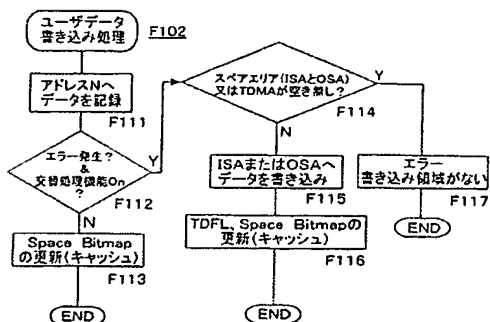 ユーザデータ
書き込み処理
F102
アドレスNへ
データを記録
F111
エラー発生?
&
交替処理機能On
?
Y
F112
N
Space Bitmap
の更新(キャッシュ)
F113
END
スペアエリア(ISAとOSA)
又はTDMAが空き無し?
Y
F114
N
ISAまたはOSAへ
データを書き込み
F115
TDFL、Space Bitmapの
更新(キャッシュ)
F116
END
エラー
書き込み領域がない
F117
END